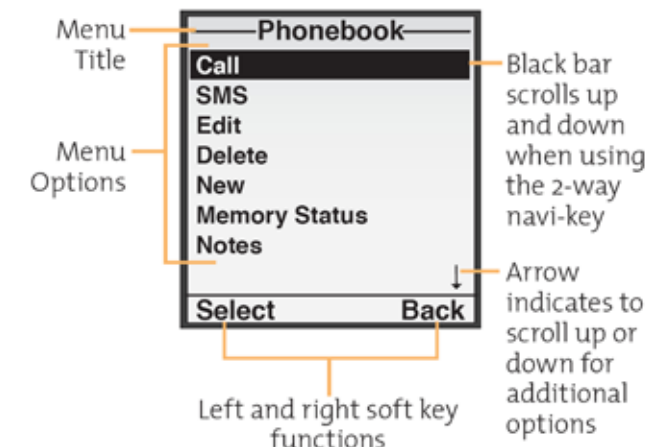 Menu
Title
Menu
Options
Phonebook
Call
SMS
Edit
Delete
New
Memory Status
Notes
Select Back
Black bar
scrolls up
and down
when using
the 2-way
navi-key
Arrow
indicates to
scroll up or
down for
additional
options
Left and right soft key
functions